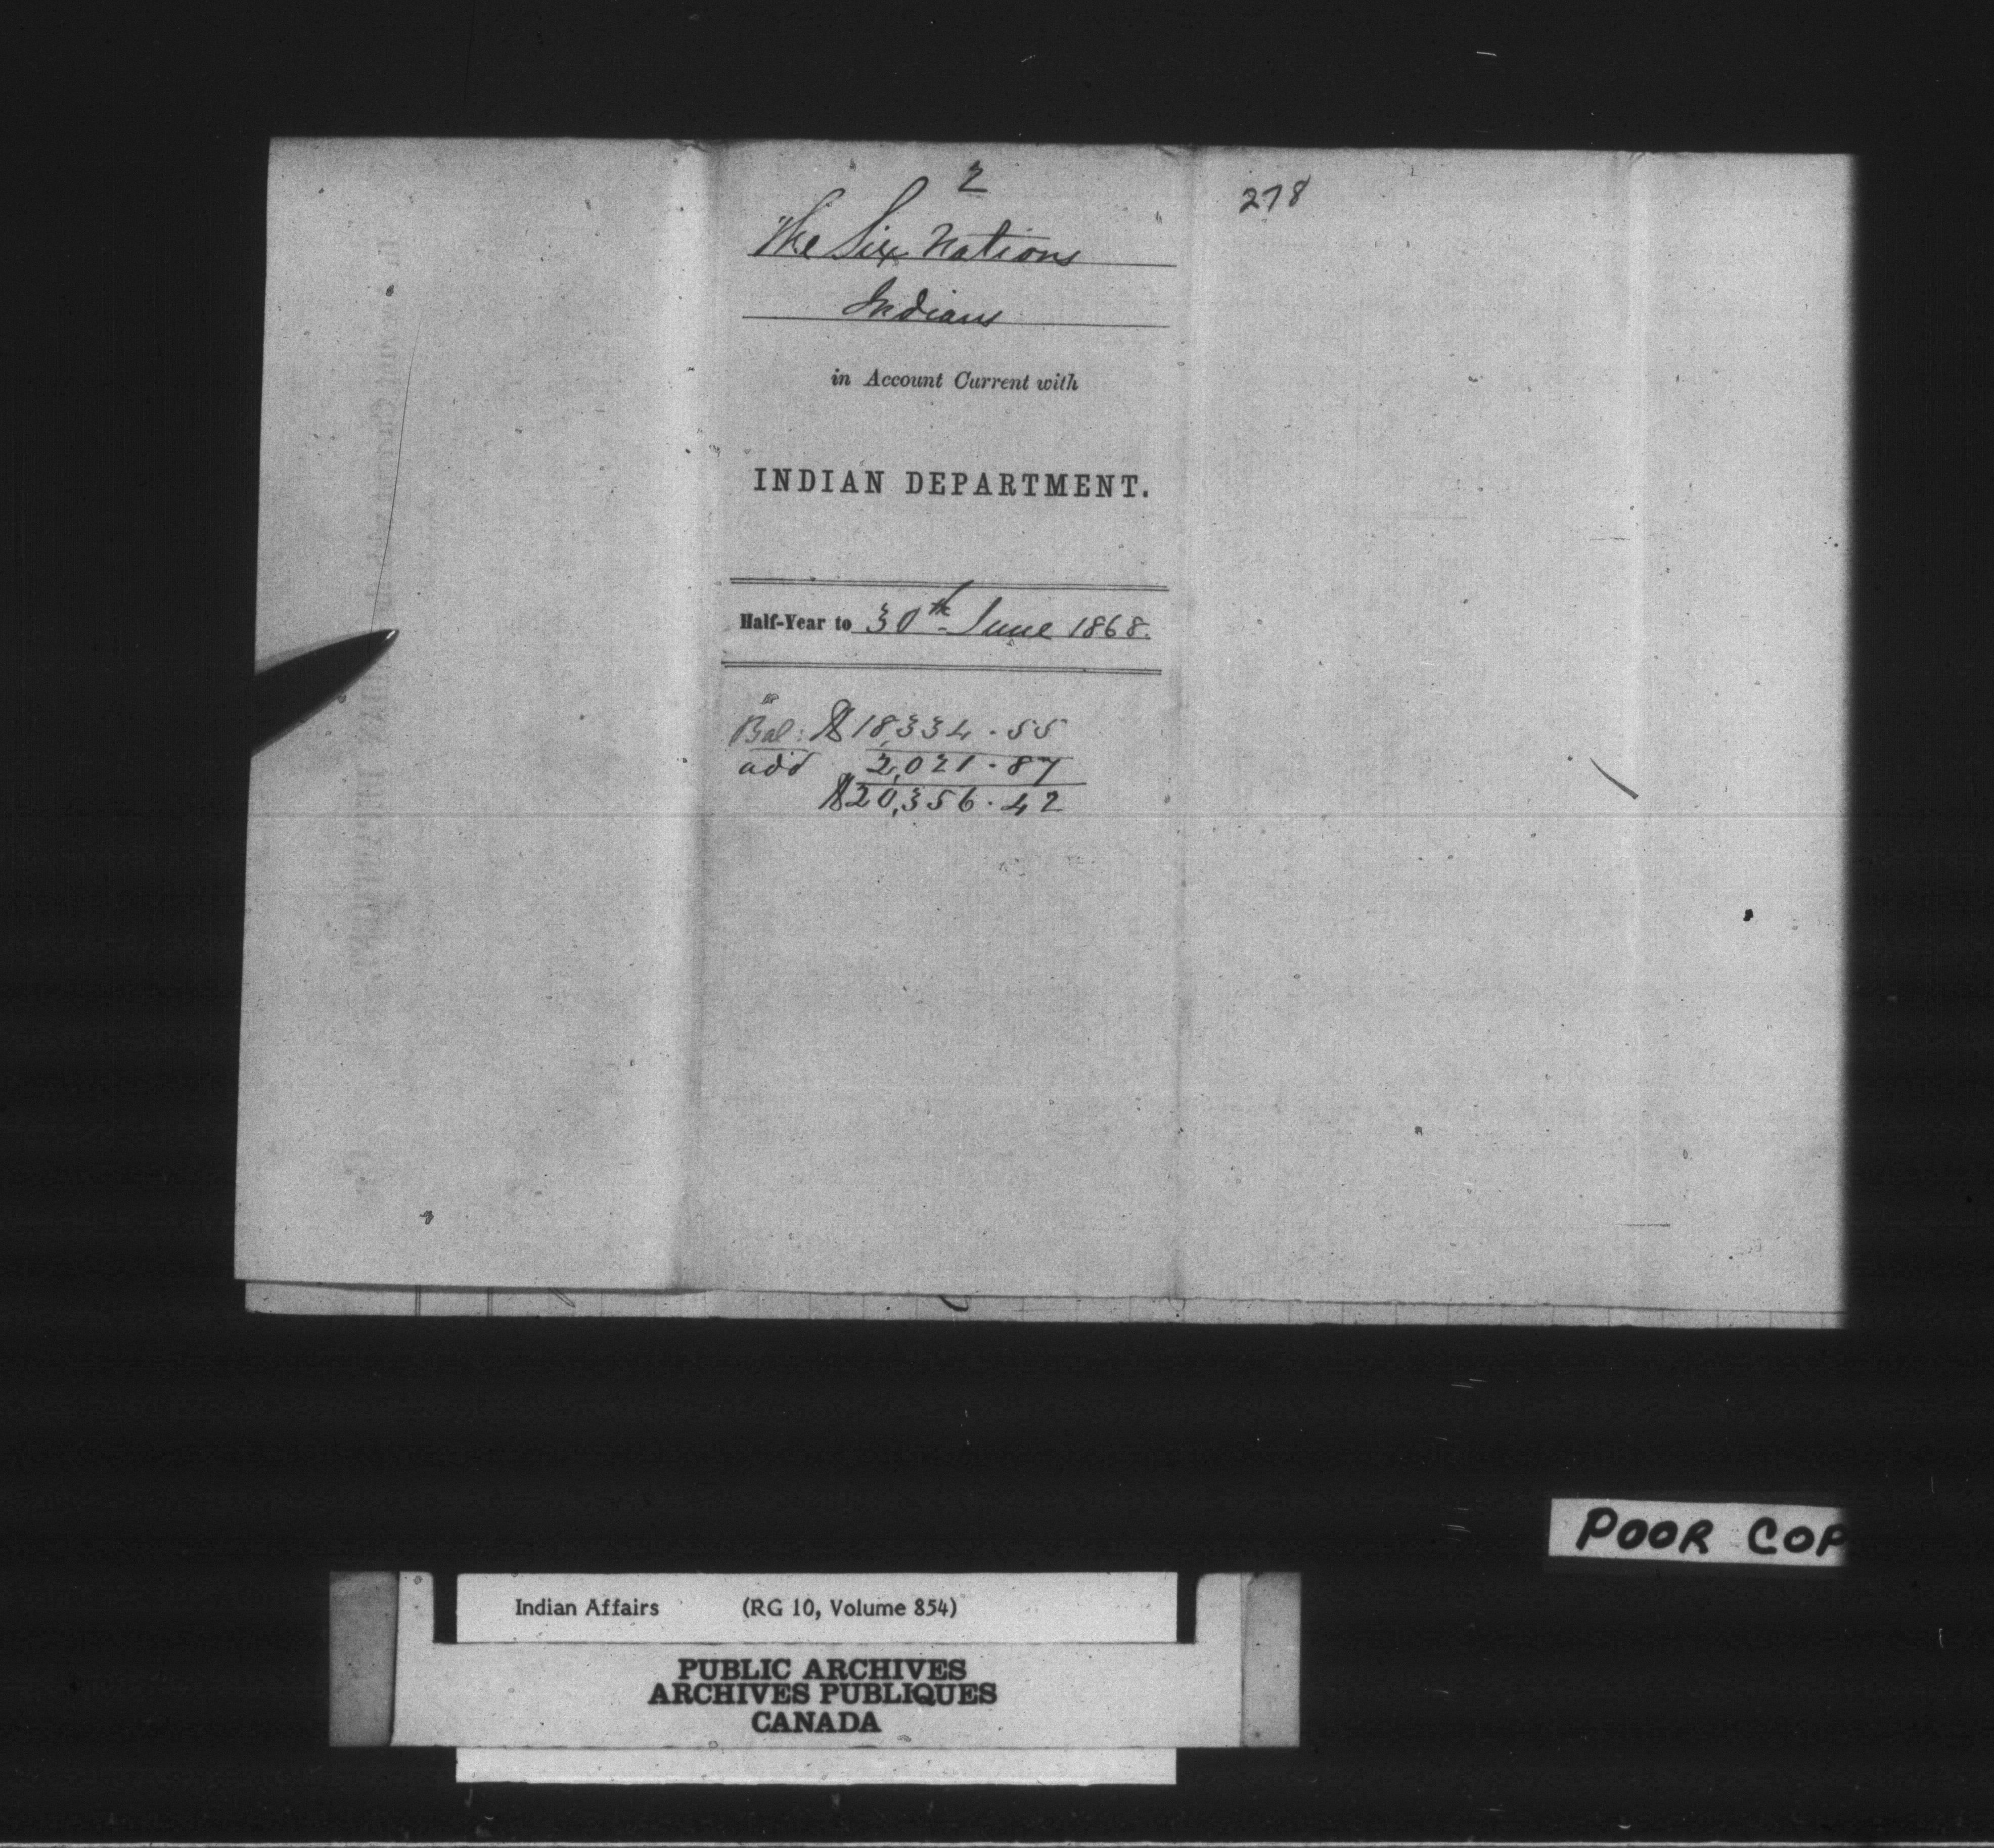 2
278
The Six Nations
Indians
in Account Current with
INDIAN DEPARTMENT.
Half-Year to 30th June 1868.
Bal: $18,334.55
add 2,021.87
$20,356.42
POOR COP
Indian Affairs (RG 10, Volume 854)
PUBLIC ARCHIVES
ARCHIVES PUBLIQUES
CANADA